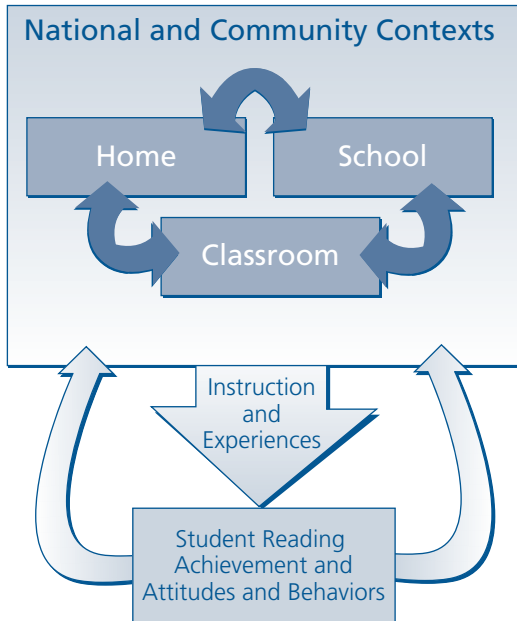 National and Community Contexts
Home
School
Classroom
Instruction
and
Experiences
Student Reading
Achievement and
Attitudes and Behaviors